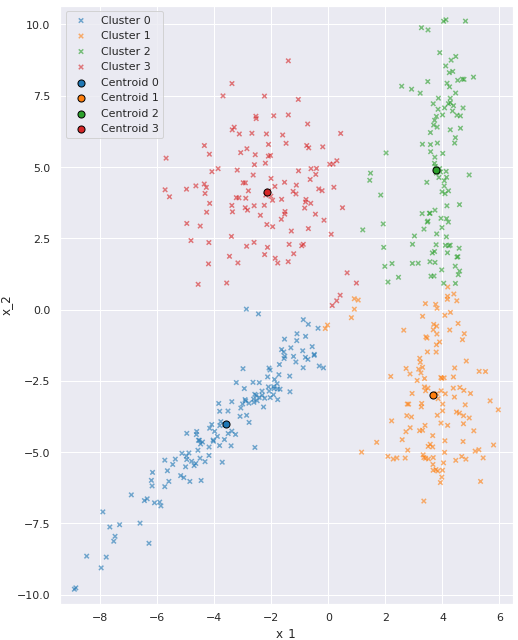 Cluster 0
Cluster 1
Cluster 2
Cluster 3
Centroid 0
Centroid 1
Centroid 2
Centroid 3
10.0
7.5
5.0
2.5
0.0
−2.5
−5.0
−7.5
−10.0
x_2
−8 −6 −4 −2 0 2 4 6
x_1